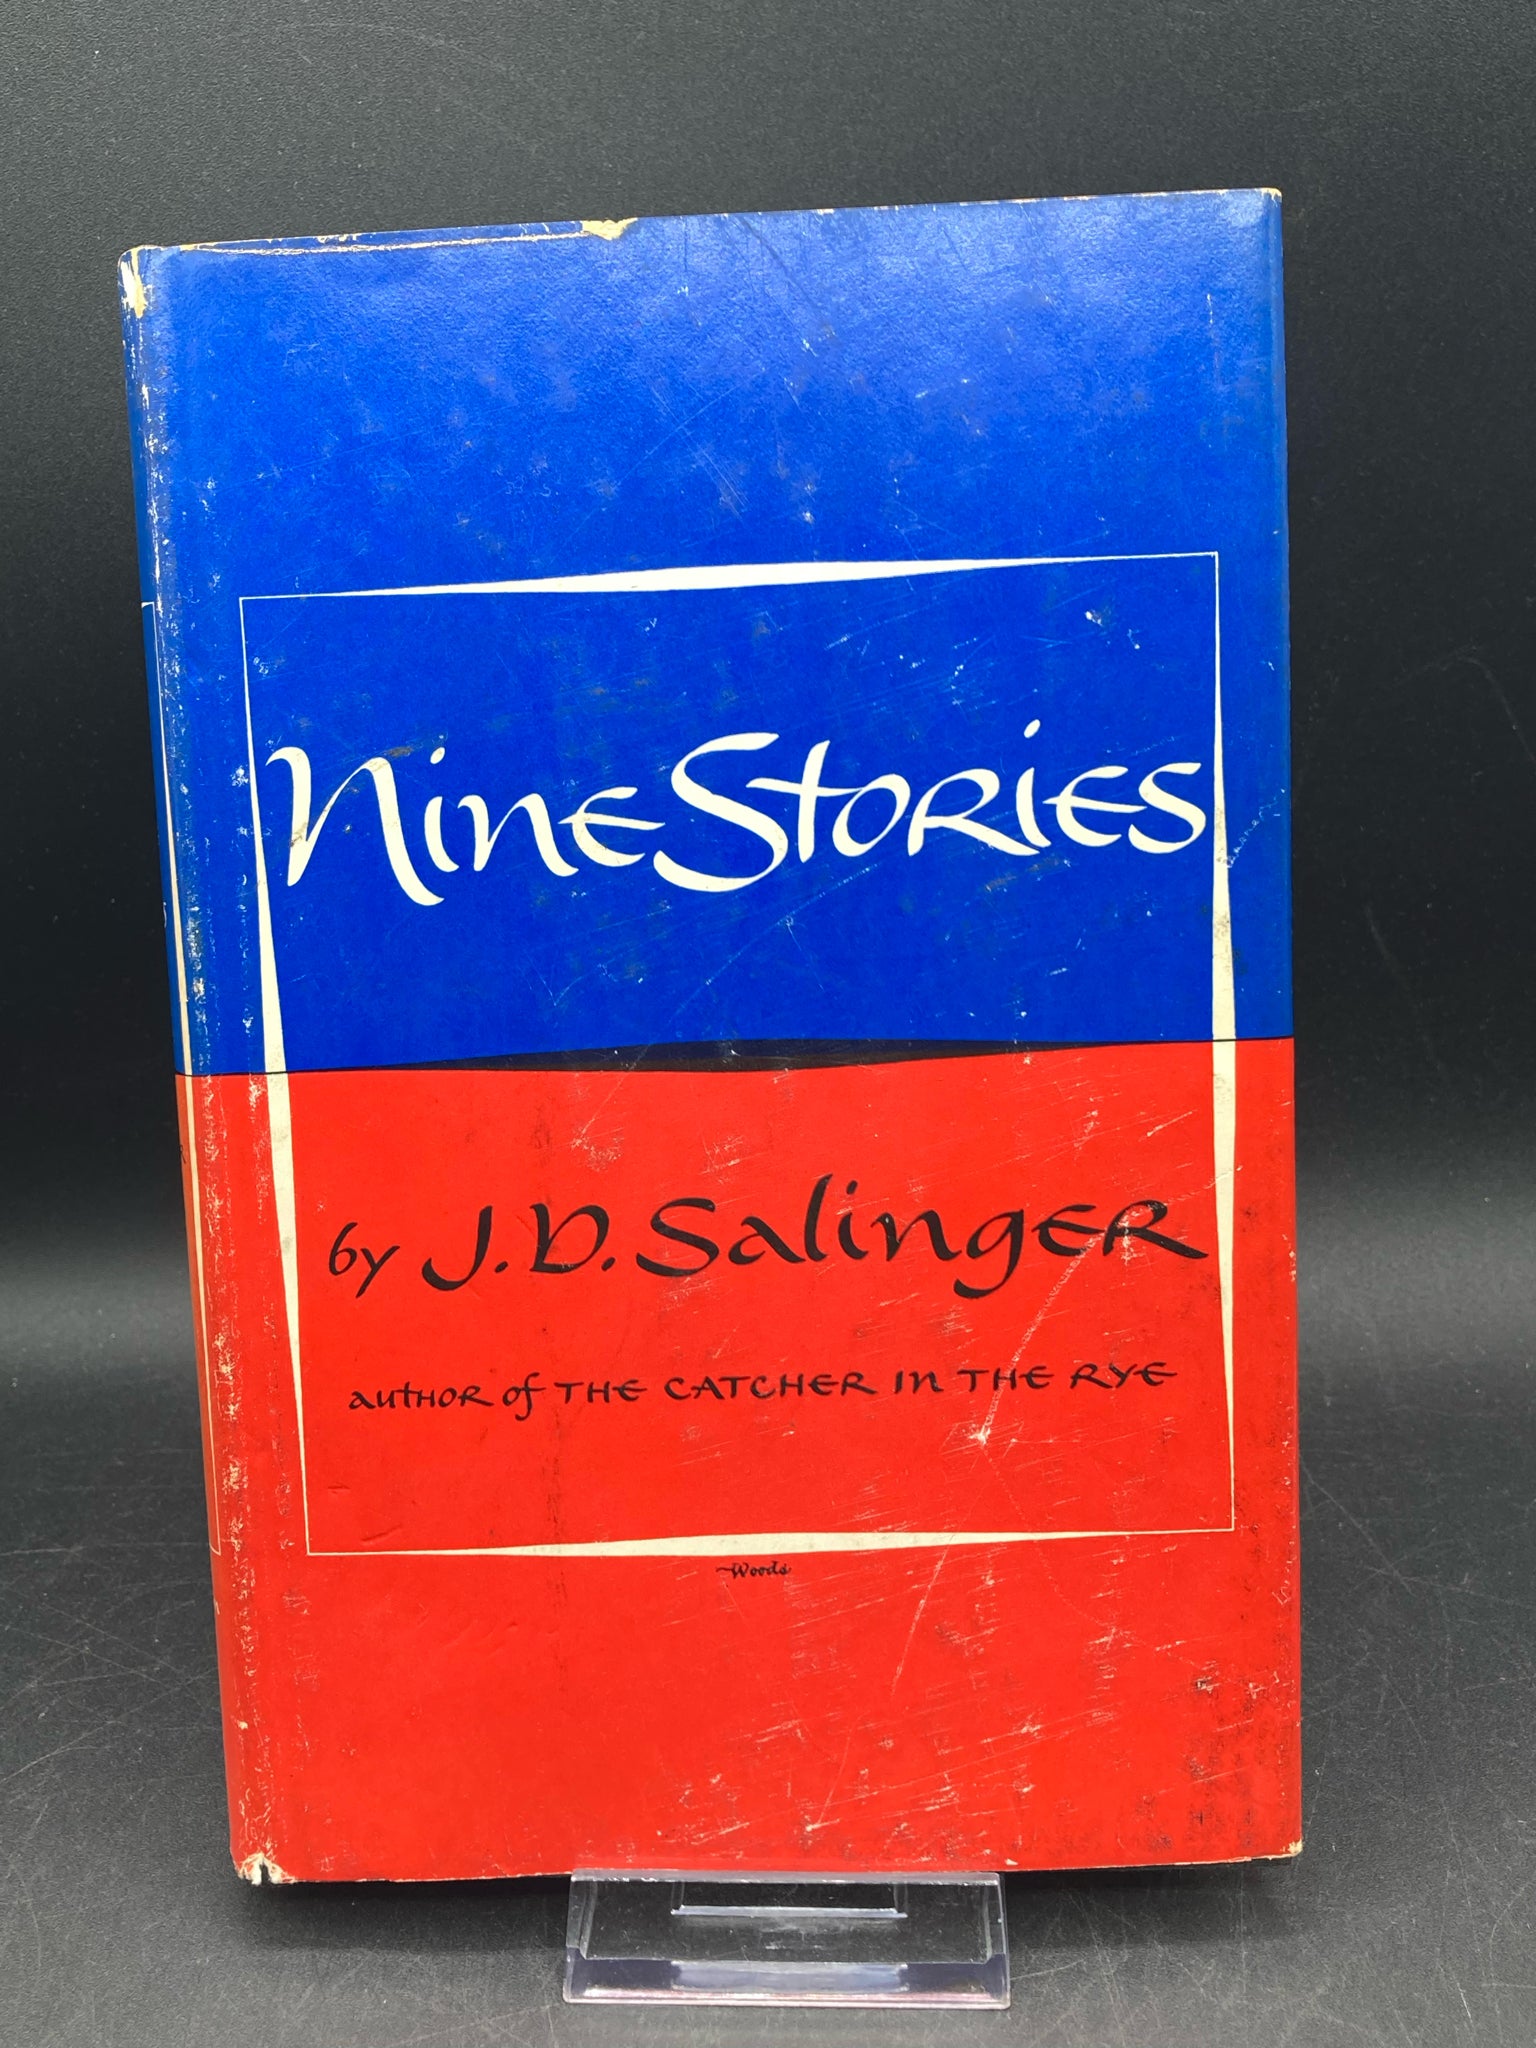 Nine Stories
by J.D. Salinger
author of THE CATCHER IN THE RYE
Woods